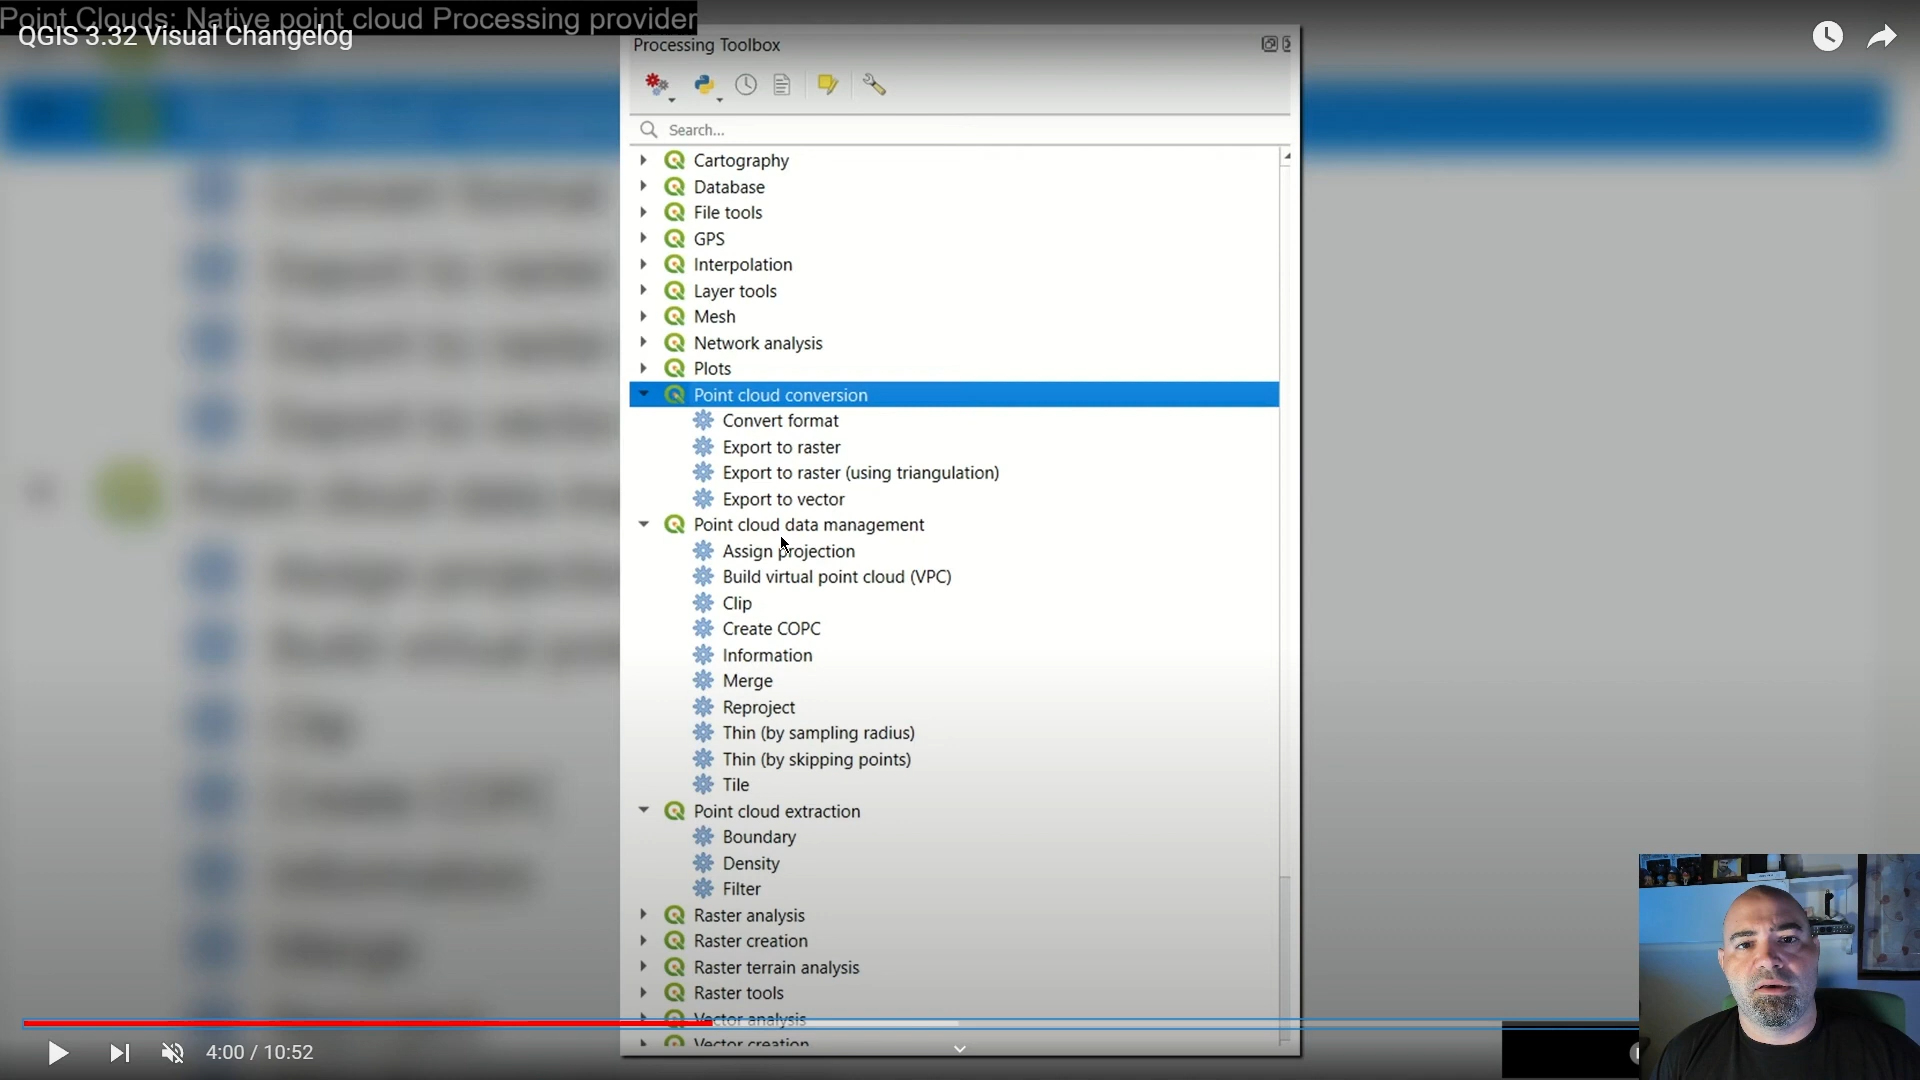 Point Clouds: Native point cloud Processing provider
QGIS 3.32 Visual Changelog
Processing Toolbox
Search...
Cartography
Database
File tools
GPS
Interpolation
Layer tools
Mesh
Network analysis
Plots
Point cloud conversion
Convert format
Export to raster
Export to raster (using triangulation)
Export to vector
Point cloud data management
Assign projection
Build virtual point cloud (VPC)
Clip
Create COPC
Information
Merge
Reproject
Thin (by sampling radius)
Thin (by skipping points)
Tile
Point cloud extraction
Boundary
Density
Filter
Raster analysis
Raster creation
Raster terrain analysis
Raster tools
Vector analysis
Vector creation
4:00 / 10:52